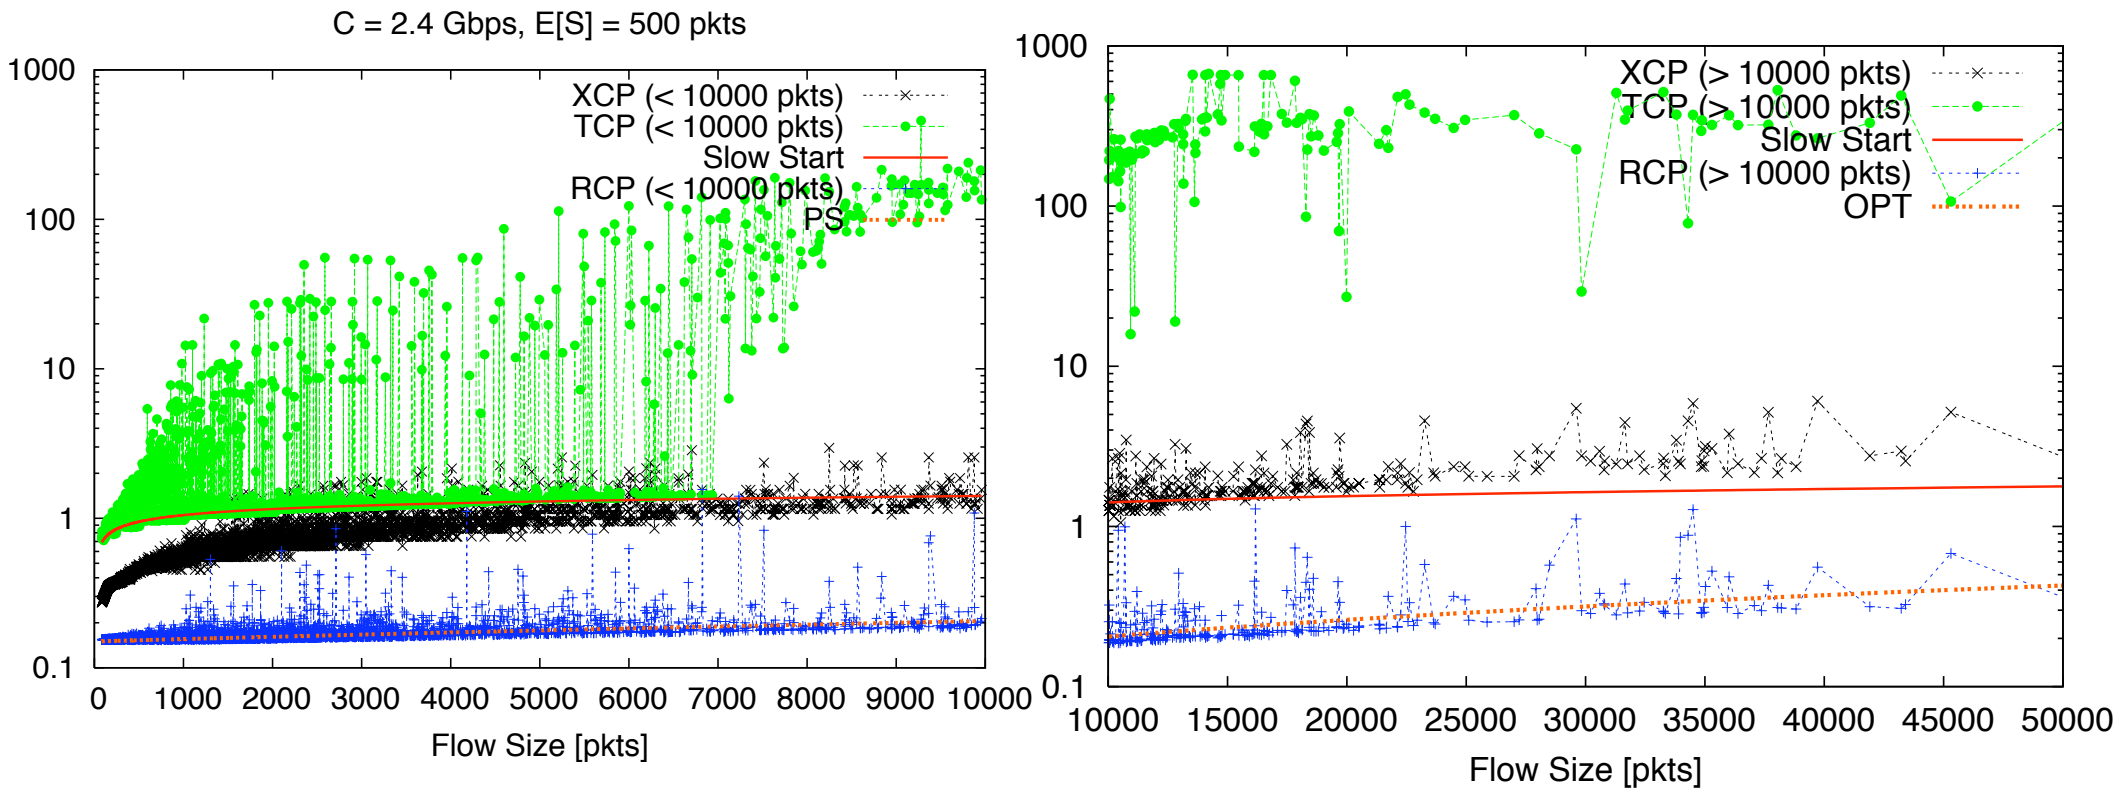 C = 2.4 Gbps, E[S] = 500 pkts
1000
100
10
1
0.1
XCP (< 10000 pkts)
TCP (< 10000 pkts)
Slow Start
RCP (< 10000 pkts)
PS
0 1000 2000 3000 4000 5000 6000 7000 8000 9000 10000
Flow Size [pkts]
1000
100
10
1
0.1
XCP (> 10000 pkts)
TCP (> 10000 pkts)
Slow Start
RCP (> 10000 pkts)
OPT
10000 15000 20000 25000 30000 35000 40000 45000 50000
Flow Size [pkts]